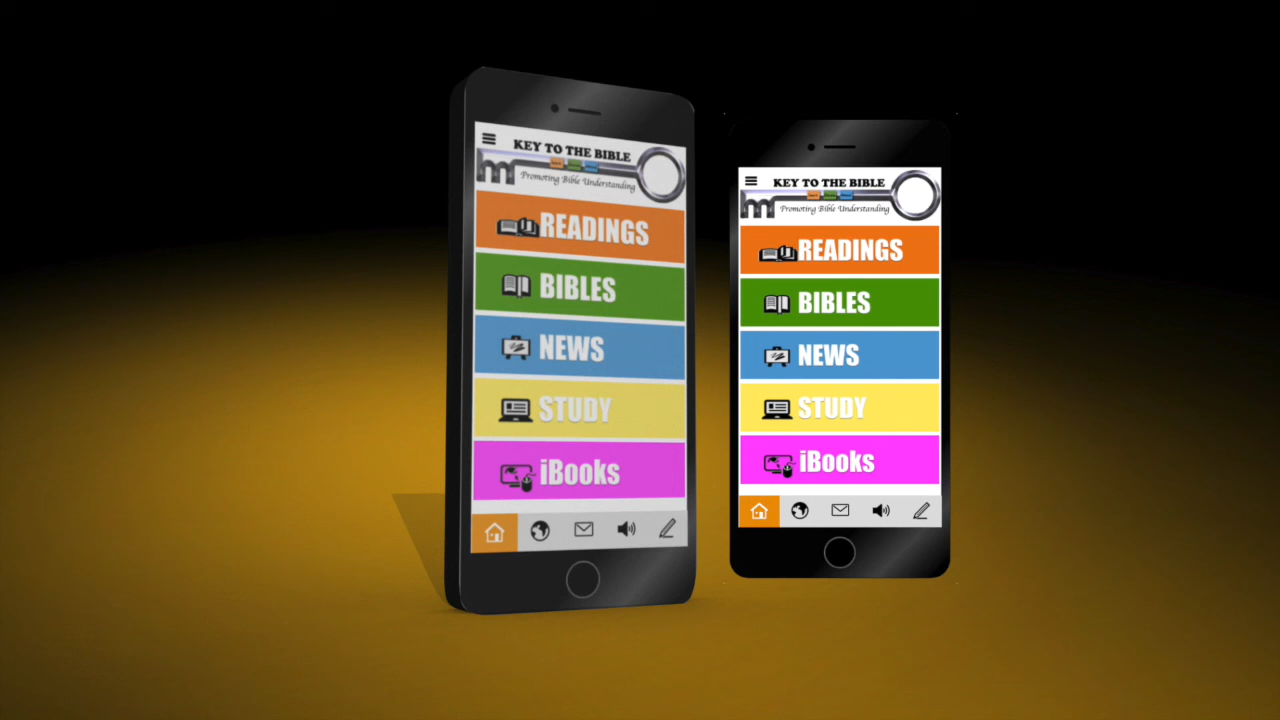 KEY TO THE BIBLE
Promoting Bible Understanding
READINGS
BIBLES
NEWS
STUDY
iBooks
KEY TO THE BIBLE
Promoting Bible Understanding
READINGS
BIBLES
NEWS
STUDY
iBooks